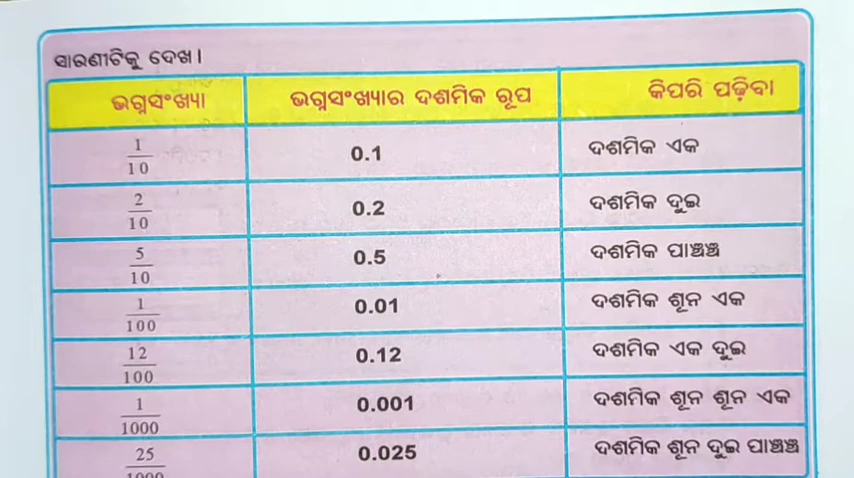 ସାରଣୀଟିକୁ ଦେଖ।
ଭଗ୍ନସଂଖ୍ୟା ଭଗ୍ନସଂଖ୍ୟାର ଦଶମିକ ରୂପ କିପରି ପଢ଼ିବା
1/10 0.1 ଦଶମିକ ଏକ
2/10 0.2 ଦଶମିକ ଦୁଇ
5/10 0.5 ଦଶମିକ ପାଞ୍ଚ
1/100 0.01 ଦଶମିକ ଶୂନ ଏକ
12/100 0.12 ଦଶମିକ ଏକ ଦୁଇ
1/1000 0.001 ଦଶମିକ ଶୂନ ଶୂନ ଏକ
25/1000 0.025 ଦଶମିକ ଶୂନ ଦୁଇ ପାଞ୍ଚ